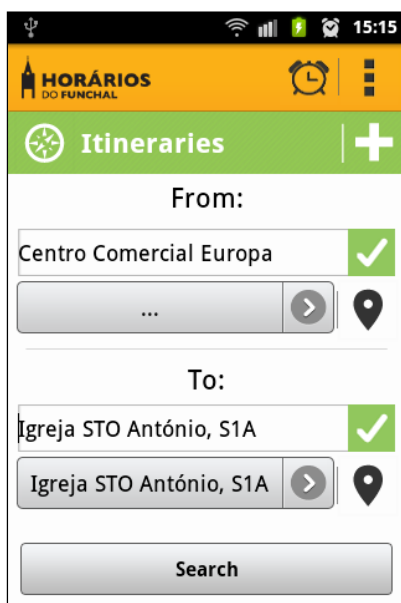 15:15
HORÁRIOS
DO FUNCHAL
Itineraries
From:
Centro Comercial Europa
...
To:
Igreja STO António, S1A
Igreja STO António, S1A
Search